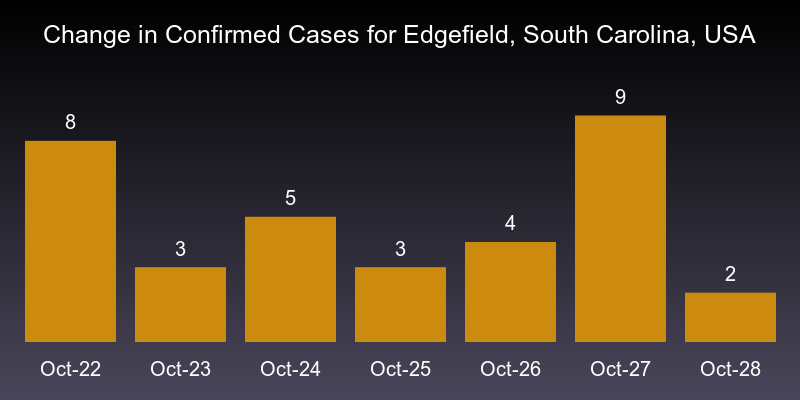 Change in Confirmed Cases for Edgefield, South Carolina, USA
8
3
5
3
4
9
2
Oct-22
Oct-23
Oct-24
Oct-25
Oct-26
Oct-27
Oct-28